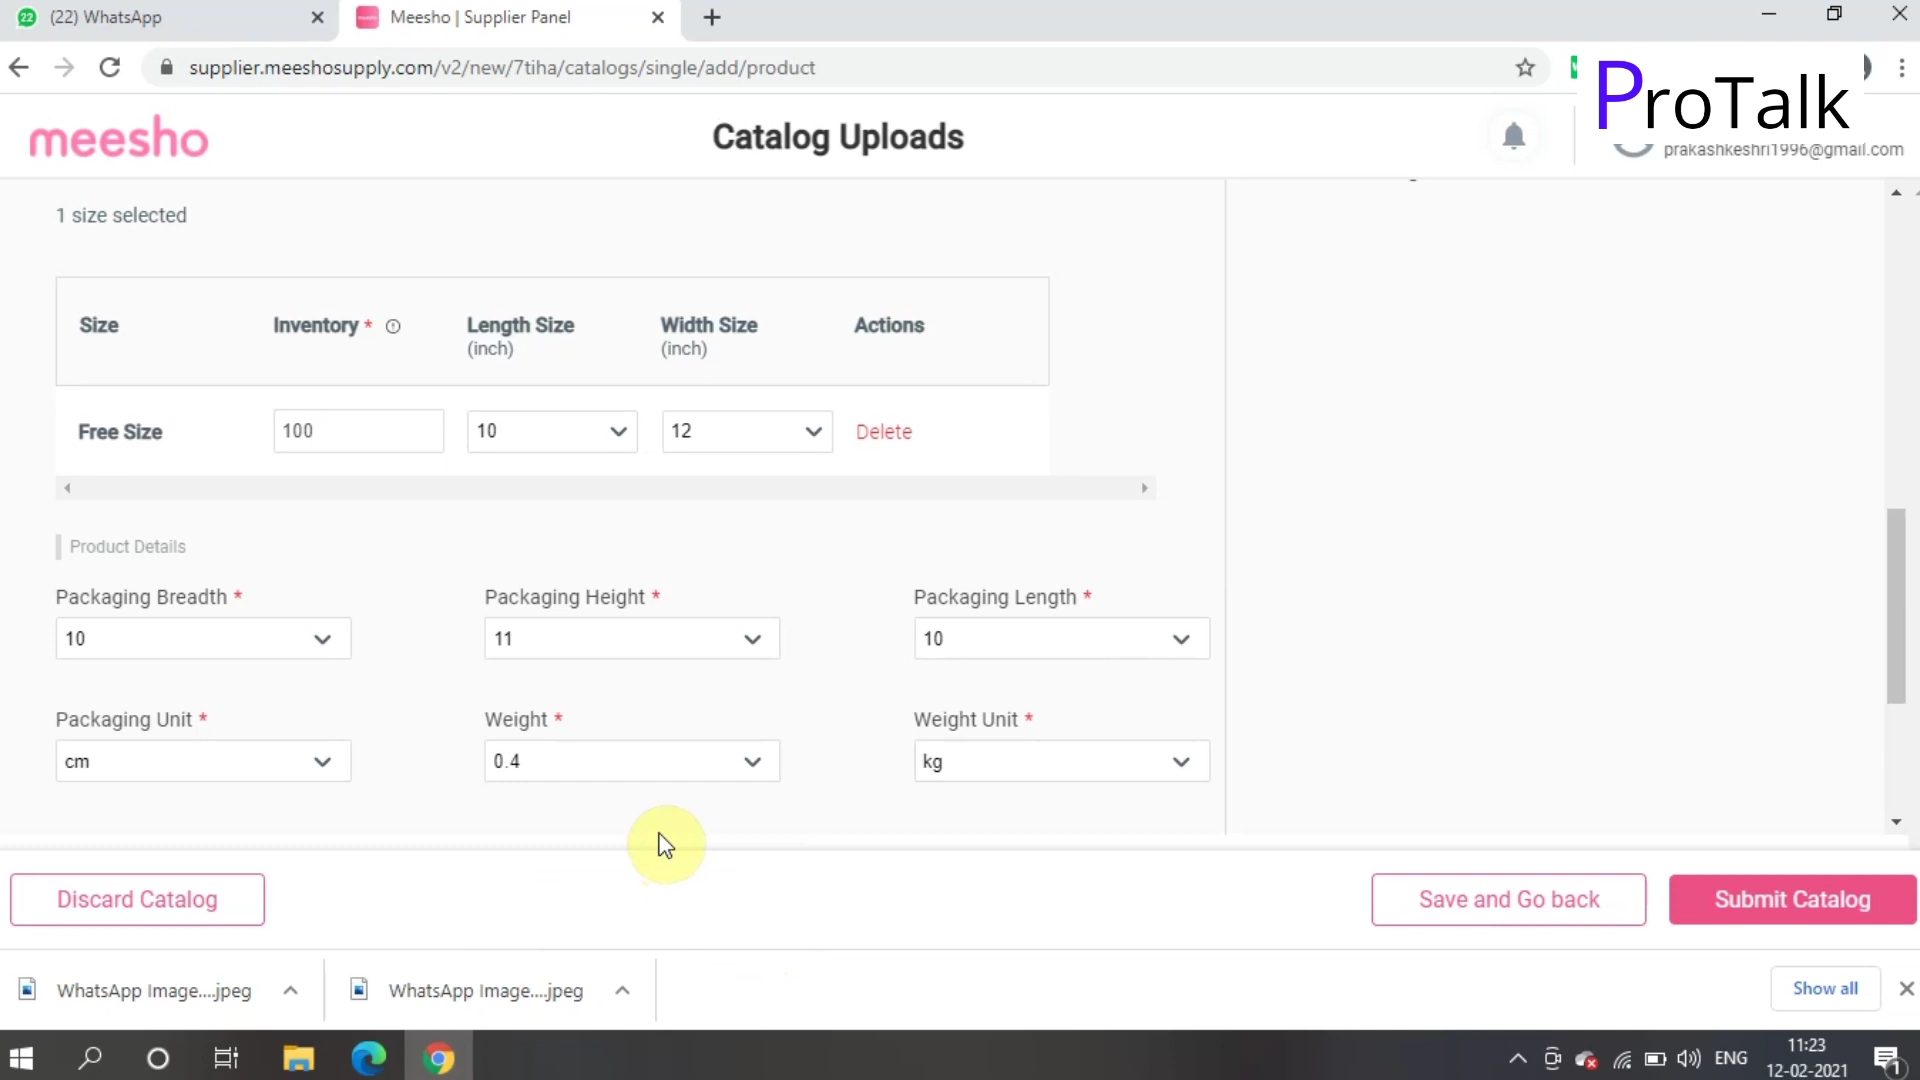 (22) WhatsApp
Meesho | Supplier Panel
supplier.meeshosupply.com/v2/new/7tiha/catalogs/single/add/product
ProTalk
meesho
Catalog Uploads
prakashkeshri1996@gmail.com
1 size selected
Size Inventory * Length Size Width Size Actions
(inch) (inch)
Free Size 100 10 12 Delete
Product Details
Packaging Breadth * Packaging Height * Packaging Length *
10 11 10
Packaging Unit * Weight * Weight Unit *
cm 0.4 kg
Discard Catalog Save and Go back Submit Catalog
WhatsApp Image....jpeg WhatsApp Image....jpeg Show all
ENG 11:23
12-02-2021 1